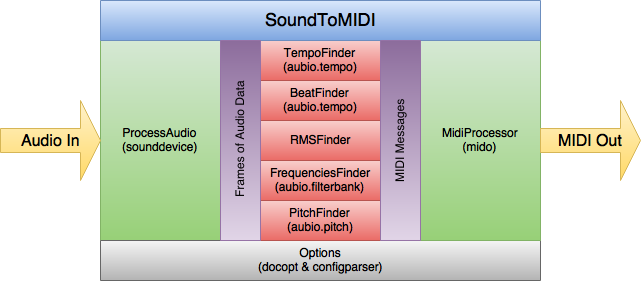 SoundToMIDI
Audio In
ProcessAudio
(sounddevice)
Frames of Audio Data
TempoFinder
(aubio.tempo)
BeatFinder
(aubio.tempo)
RMSFinder
FrequenciesFinder
(aubio.filterbank)
PitchFinder
(aubio.pitch)
MIDI Messages
MidiProcessor
(mido)
MIDI Out
Options
(docopt & configparser)